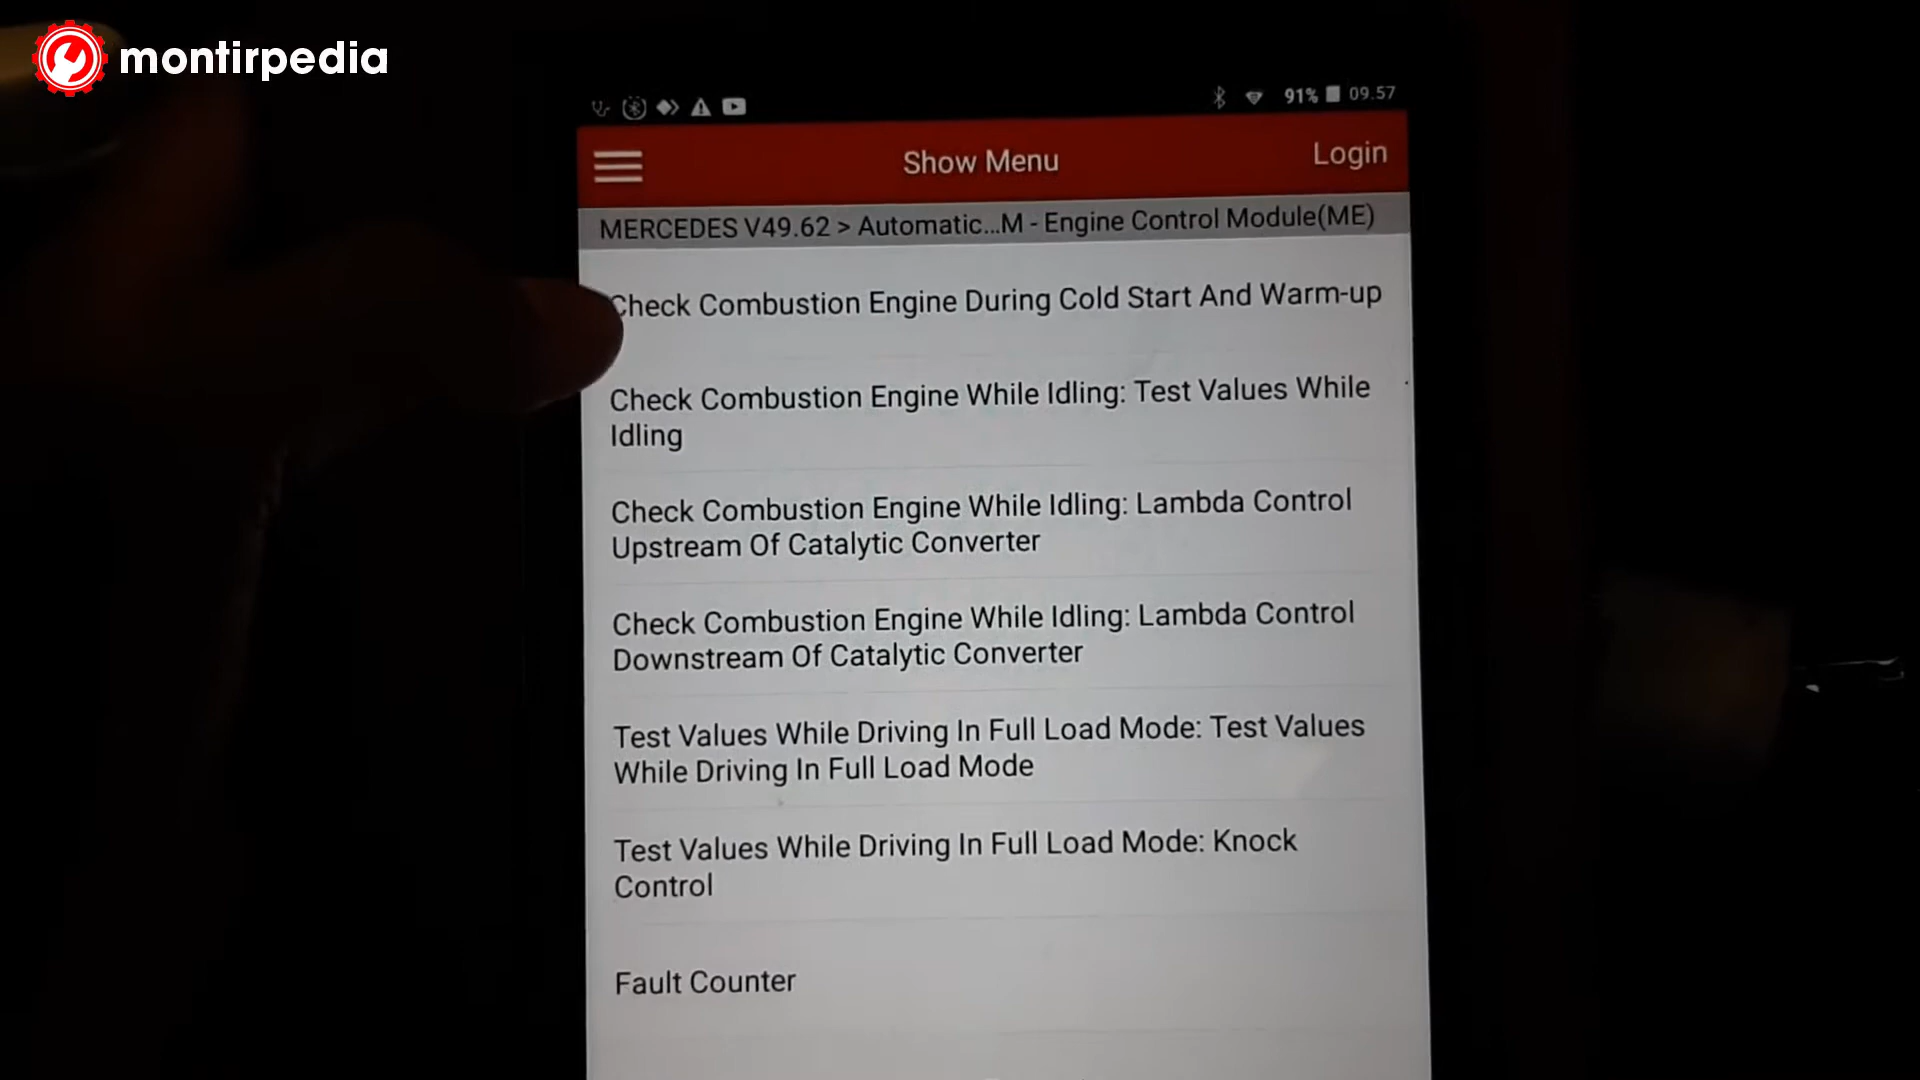 montirpedia
91% 09.57
Show Menu
Login
MERCEDES V49.62 > Automatic...M - Engine Control Module(ME)
Check Combustion Engine During Cold Start And Warm-up
Check Combustion Engine While Idling: Test Values While
Idling
Check Combustion Engine While Idling: Lambda Control
Upstream Of Catalytic Converter
Check Combustion Engine While Idling: Lambda Control
Downstream Of Catalytic Converter
Test Values While Driving In Full Load Mode: Test Values
While Driving In Full Load Mode
Test Values While Driving In Full Load Mode: Knock
Control
Fault Counter